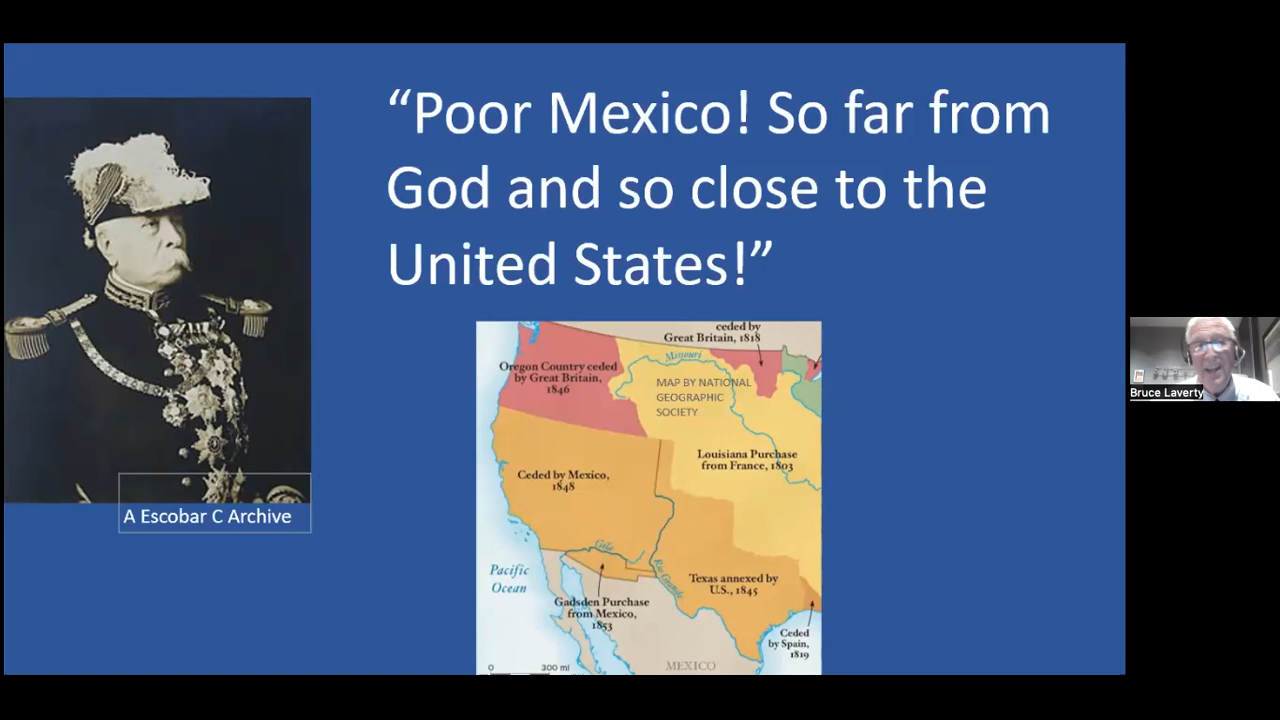 “Poor Mexico! So far from
God and so close to the
United States!”
A Escobar C Archive
ceded by
Great Britain, 1818
Missouri
Oregon Country ceded
by Great Britain,
1846
MAP BY NATIONAL
GEOGRAPHIC
SOCIETY
Louisiana Purchase
from France, 1803
Ceded by Mexico,
1848
Gila
Rio Grande
Pacific
Ocean
Texas annexed by
U.S., 1845
Gadsden Purchase
from Mexico,
1853
Ceded
by Spain,
1819
0 300 mi
MEXICO
Bruce Laverty